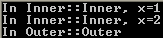 In Inner::Inner, x=1
In Inner::Inner, x=2
In Outer::Outer